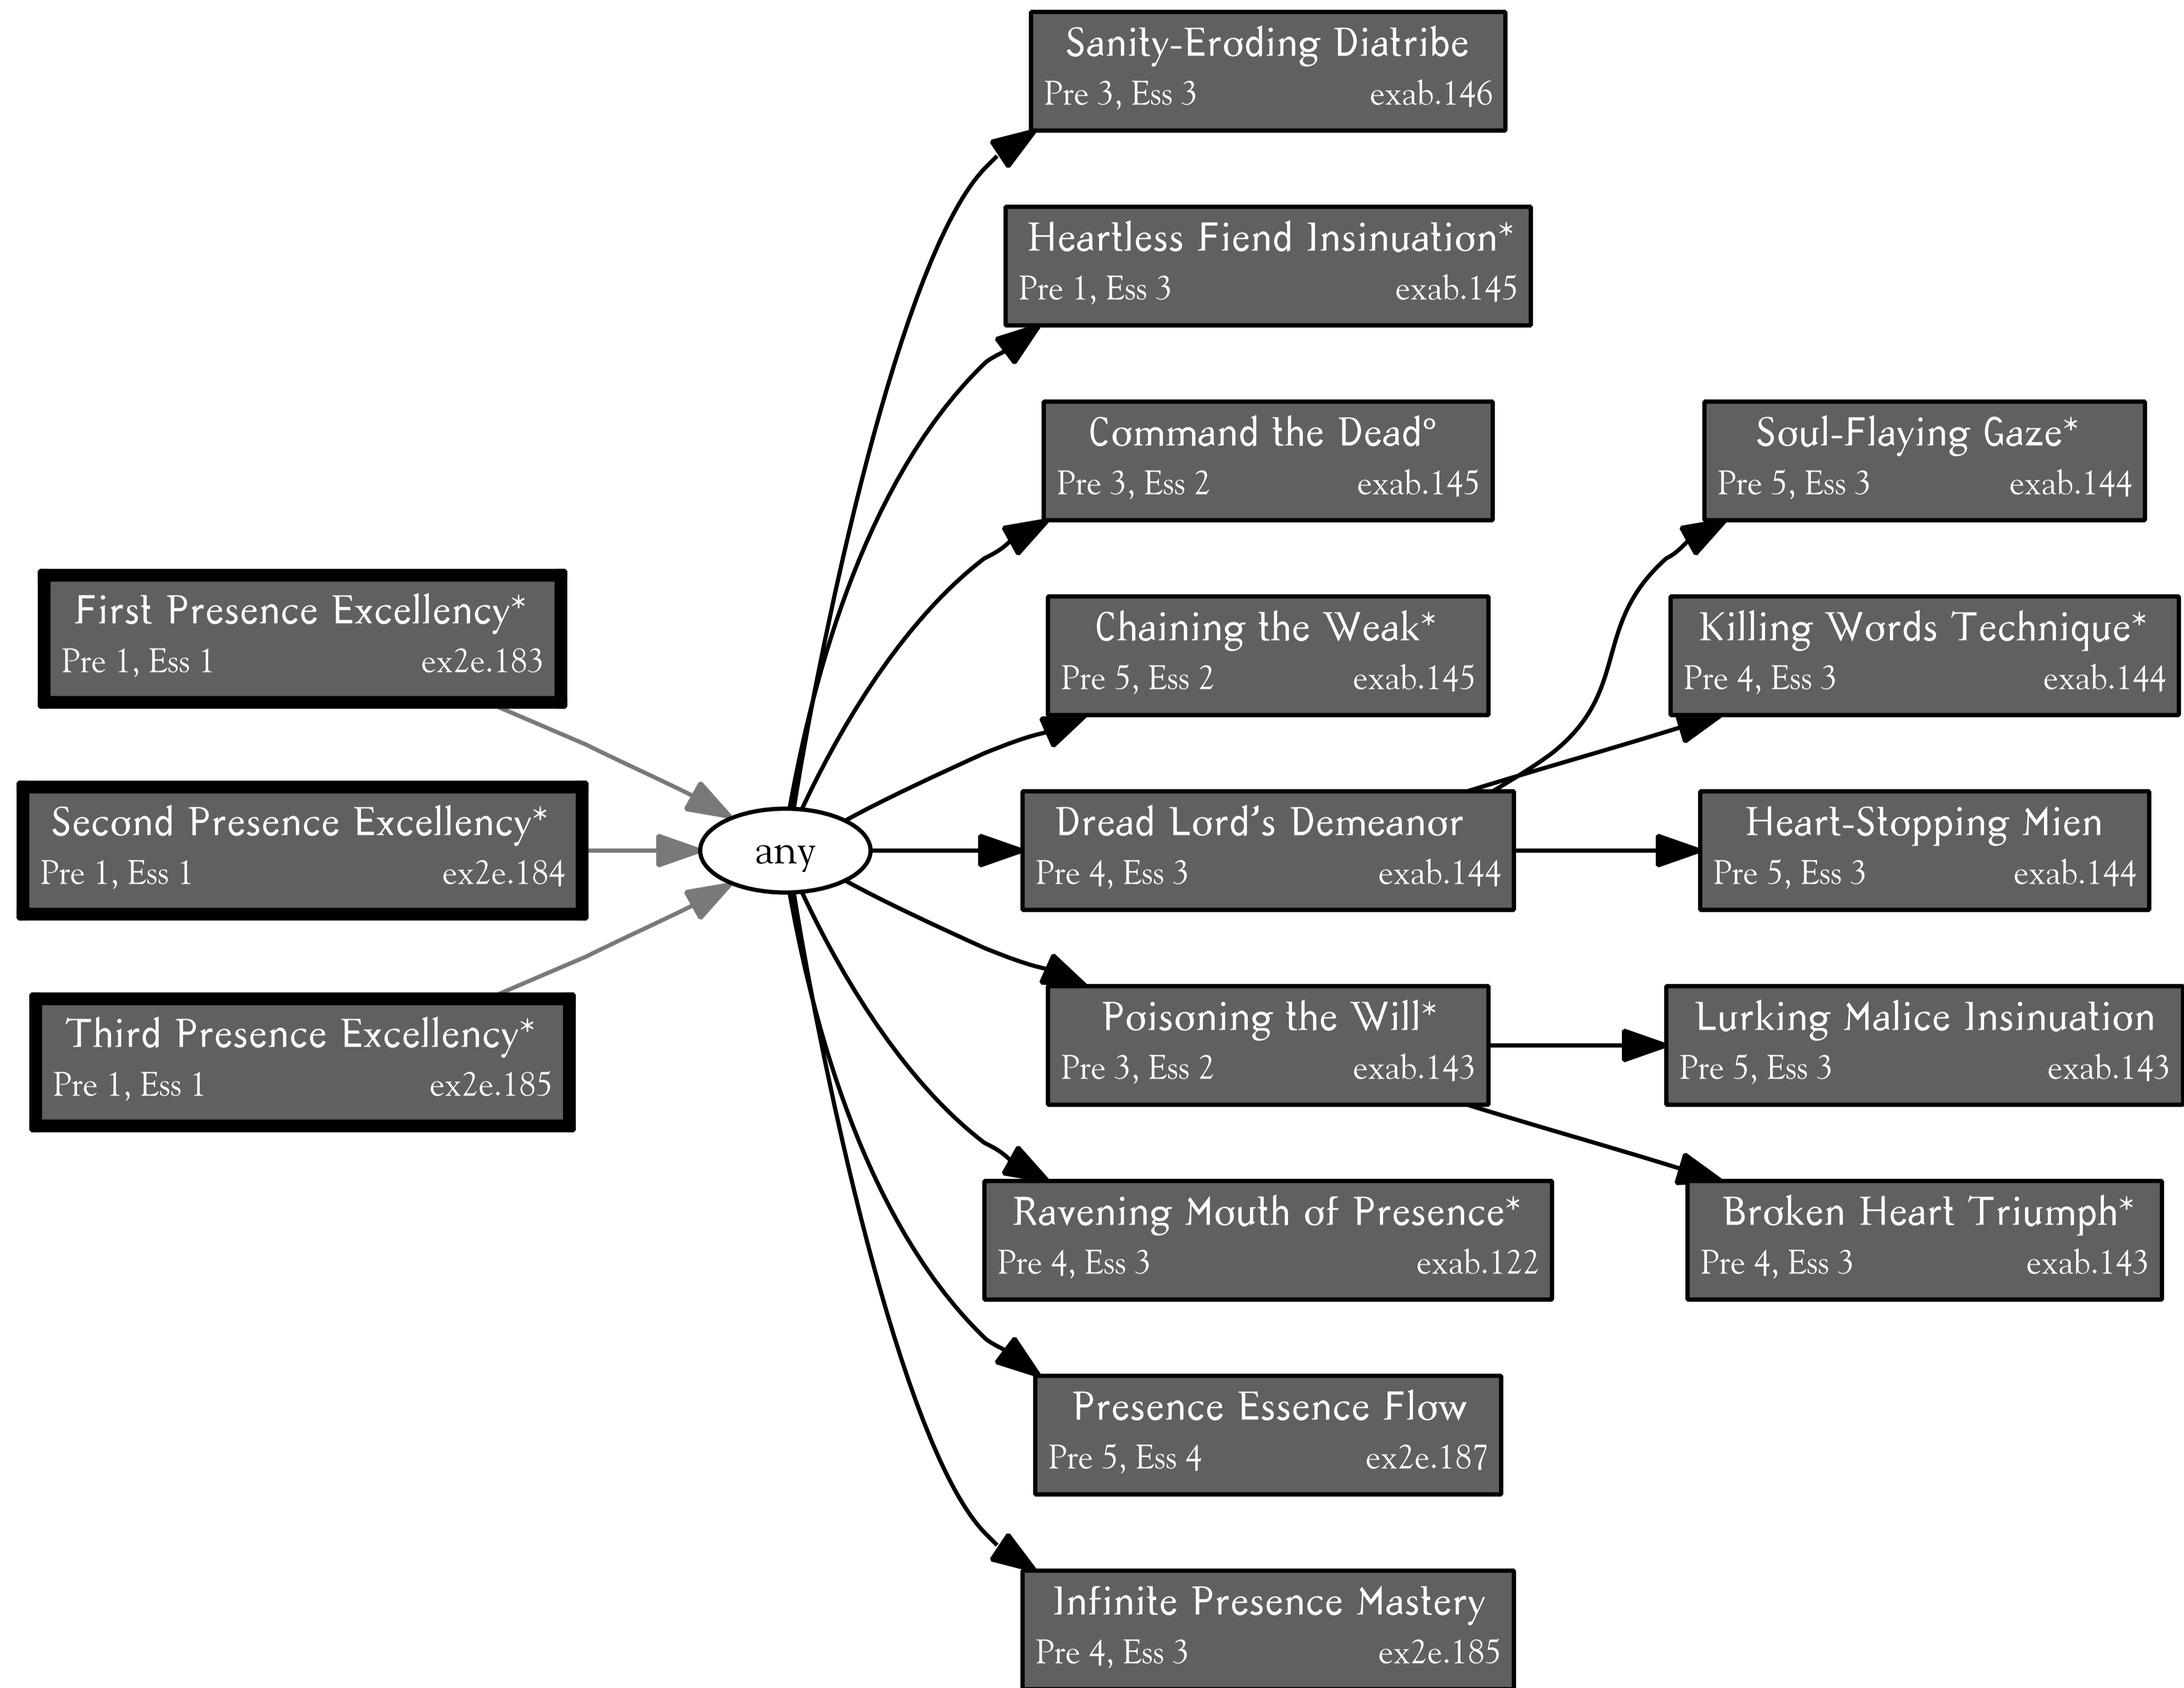 First Presence Excellency*
Pre 1, Ess 1 ex2e.183
Second Presence Excellency*
Pre 1, Ess 1 ex2e.184
Third Presence Excellency*
Pre 1, Ess 1 ex2e.185
any
Sanity-Eroding Diatribe
Pre 3, Ess 3 exab.146
Heartless Fiend Insinuation*
Pre 1, Ess 3 exab.145
Command the Dead°
Pre 3, Ess 2 exab.145
Chaining the Weak*
Pre 5, Ess 2 exab.145
Dread Lord's Demeanor
Pre 4, Ess 3 exab.144
Poisoning the Will*
Pre 3, Ess 2 exab.143
Ravening Mouth of Presence*
Pre 4, Ess 3 exab.122
Presence Essence Flow
Pre 5, Ess 4 ex2e.187
Infinite Presence Mastery
Pre 4, Ess 3 ex2e.185
Soul-Flaying Gaze*
Pre 5, Ess 3 exab.144
Killing Words Technique*
Pre 4, Ess 3 exab.144
Heart-Stopping Mien
Pre 5, Ess 3 exab.144
Lurking Malice Insinuation
Pre 5, Ess 3 exab.143
Broken Heart Triumph*
Pre 4, Ess 3 exab.143